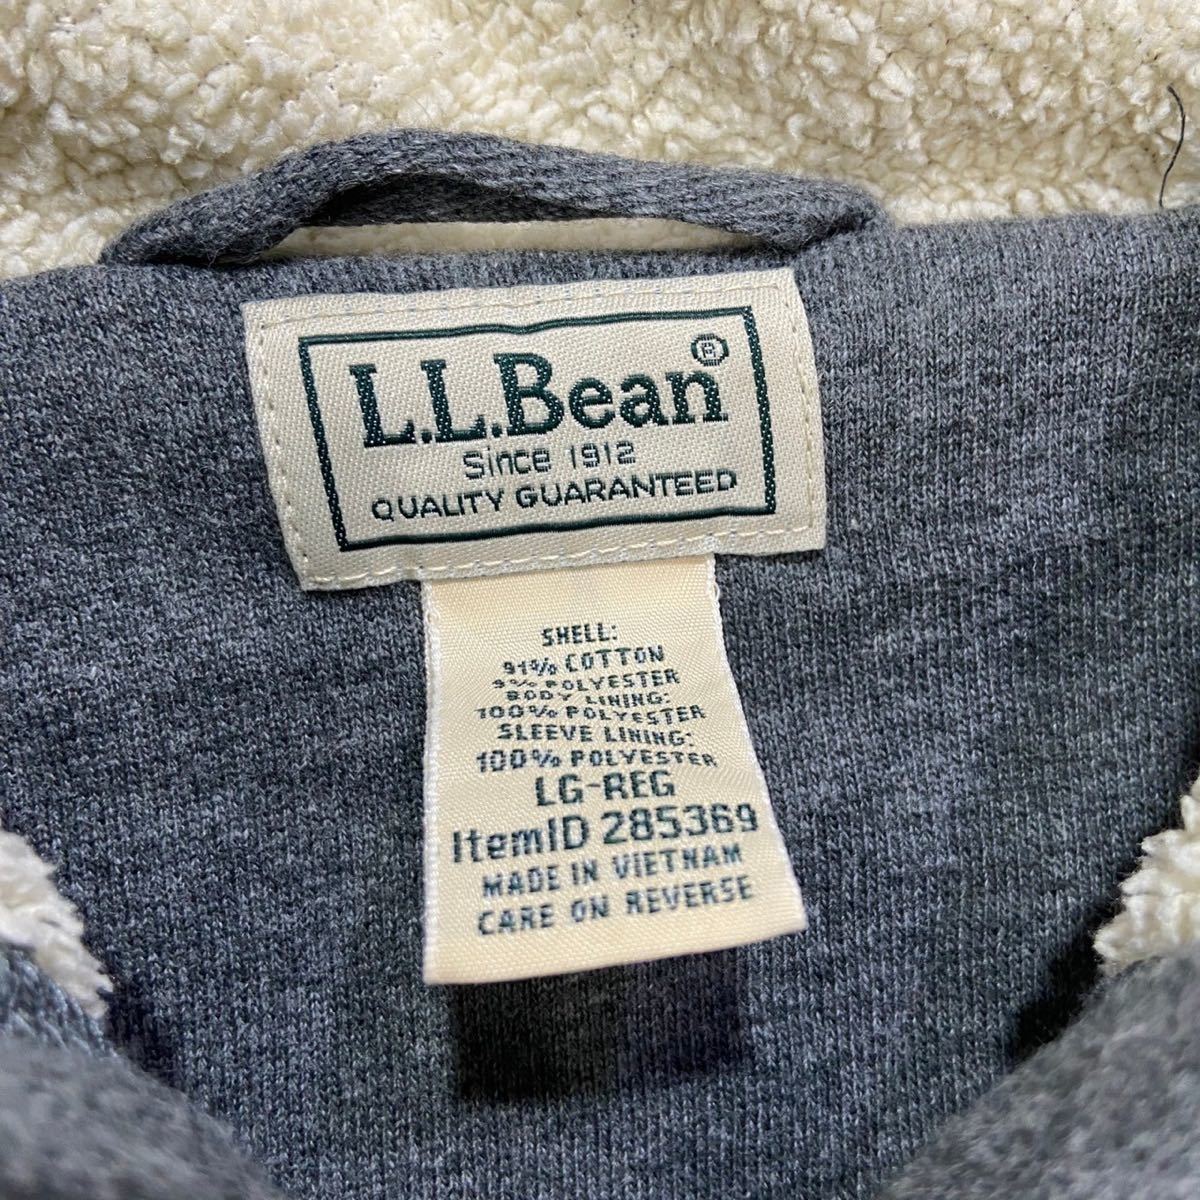 L.L.Bean®
Since 1912
QUALITY GUARANTEED
SHELL:
91% COTTON
9% POLYESTER
BODY LINING:
100% POLYESTER
SLEEVE LINING:
100% POLYESTER
LG-REG
ItemID 285369
MADE IN VIETNAM
CARE ON REVERSE